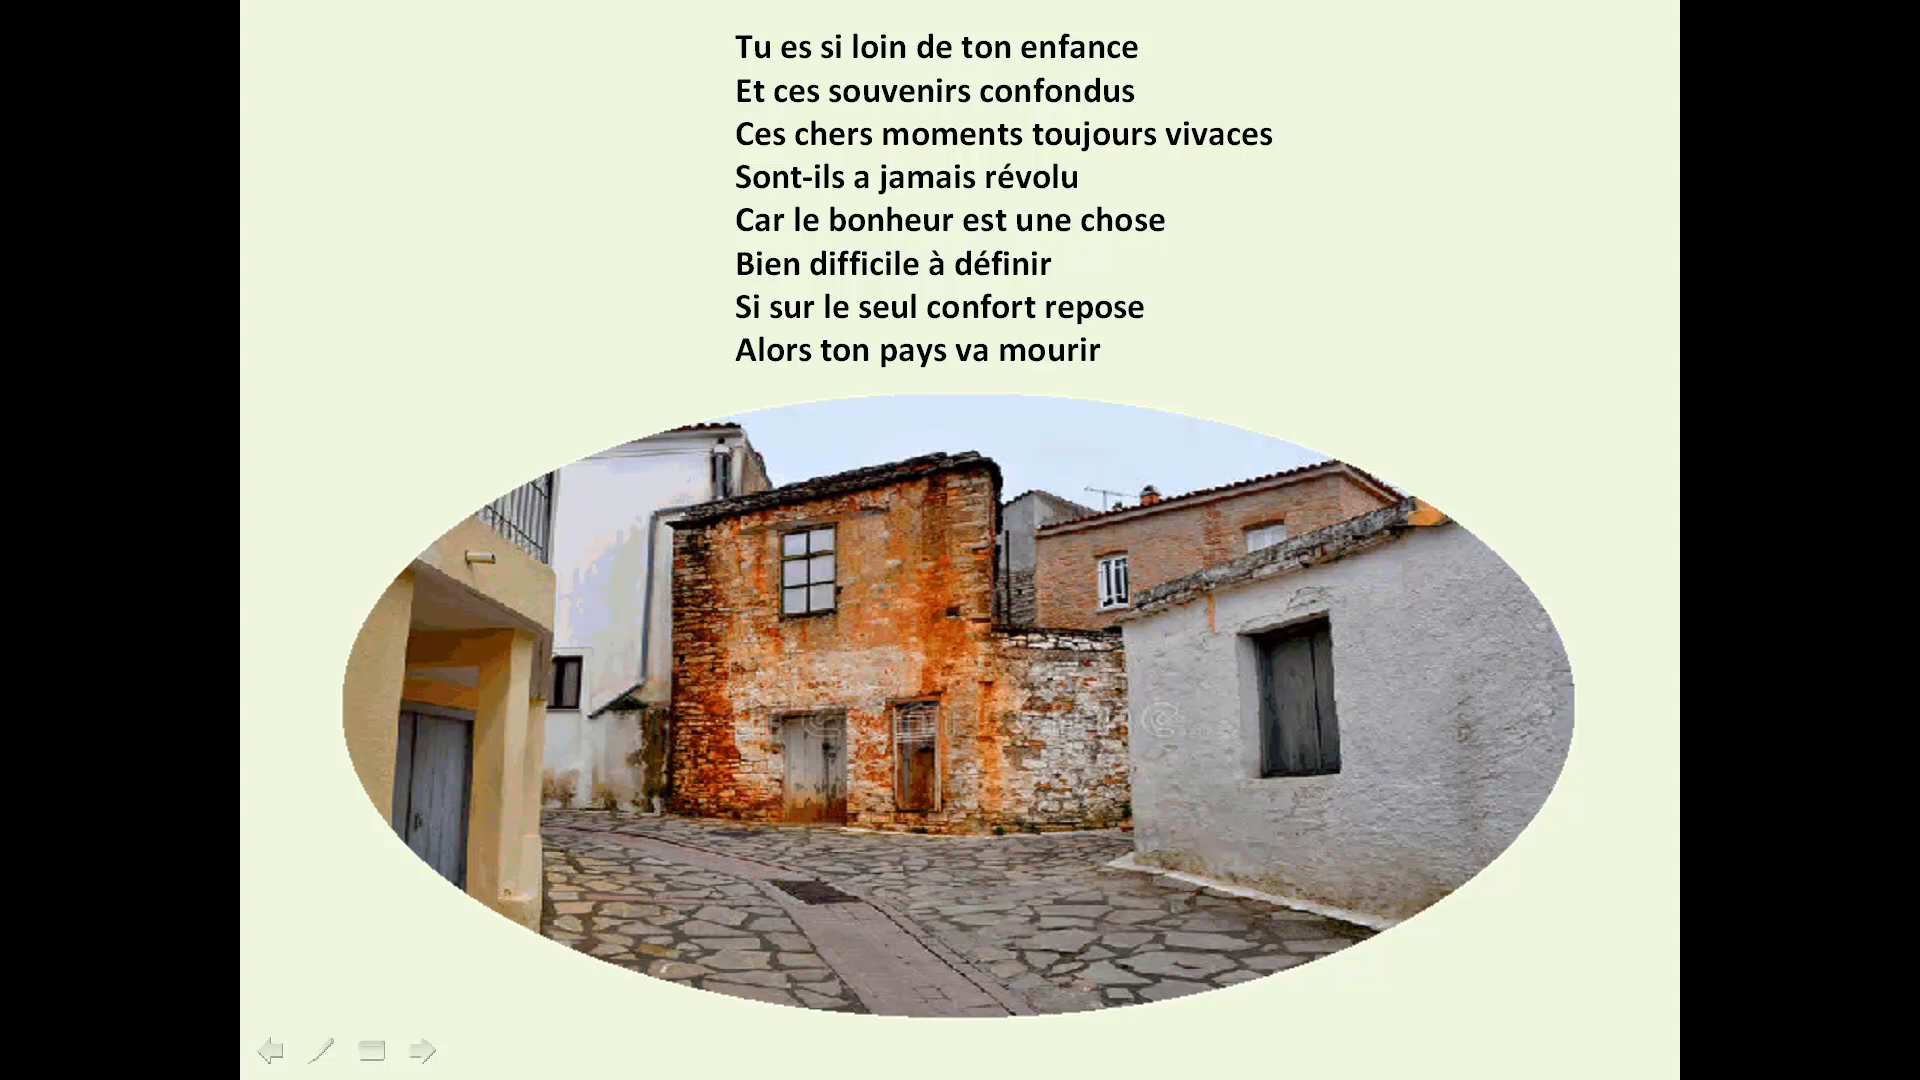 Tu es si loin de ton enfance
Et ces souvenirs confondus
Ces chers moments toujours vivaces
Sont-ils a jamais révolu
Car le bonheur est une chose
Bien difficile à définir
Si sur le seul confort repose
Alors ton pays va mourir